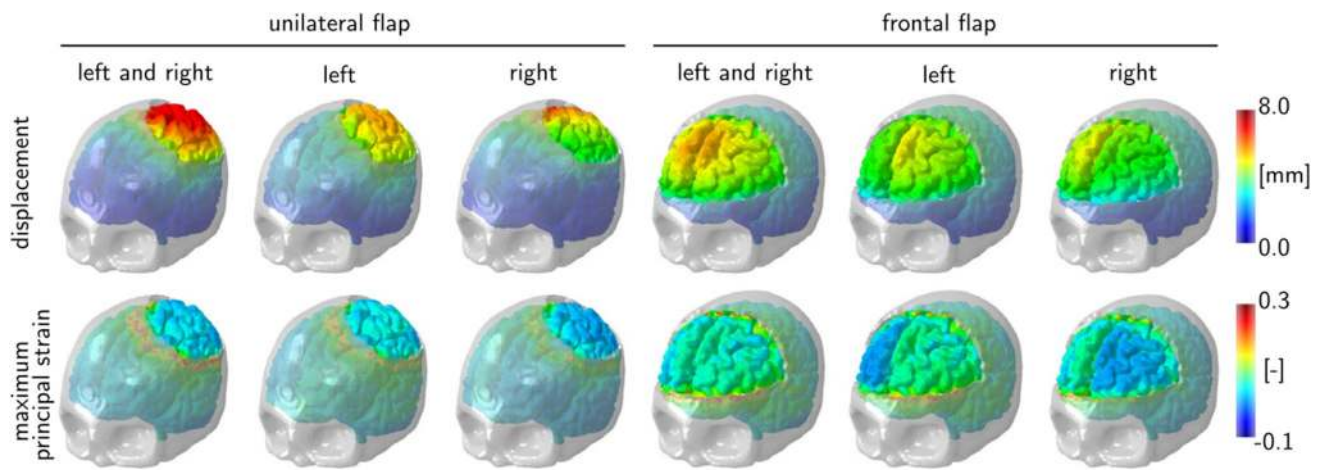 unilateral flap
frontal flap
left and right
left
right
left and right
left
right
displacement
8.0
[mm]
0.0
maximum
principal strain
0.3
[-]
-0.1